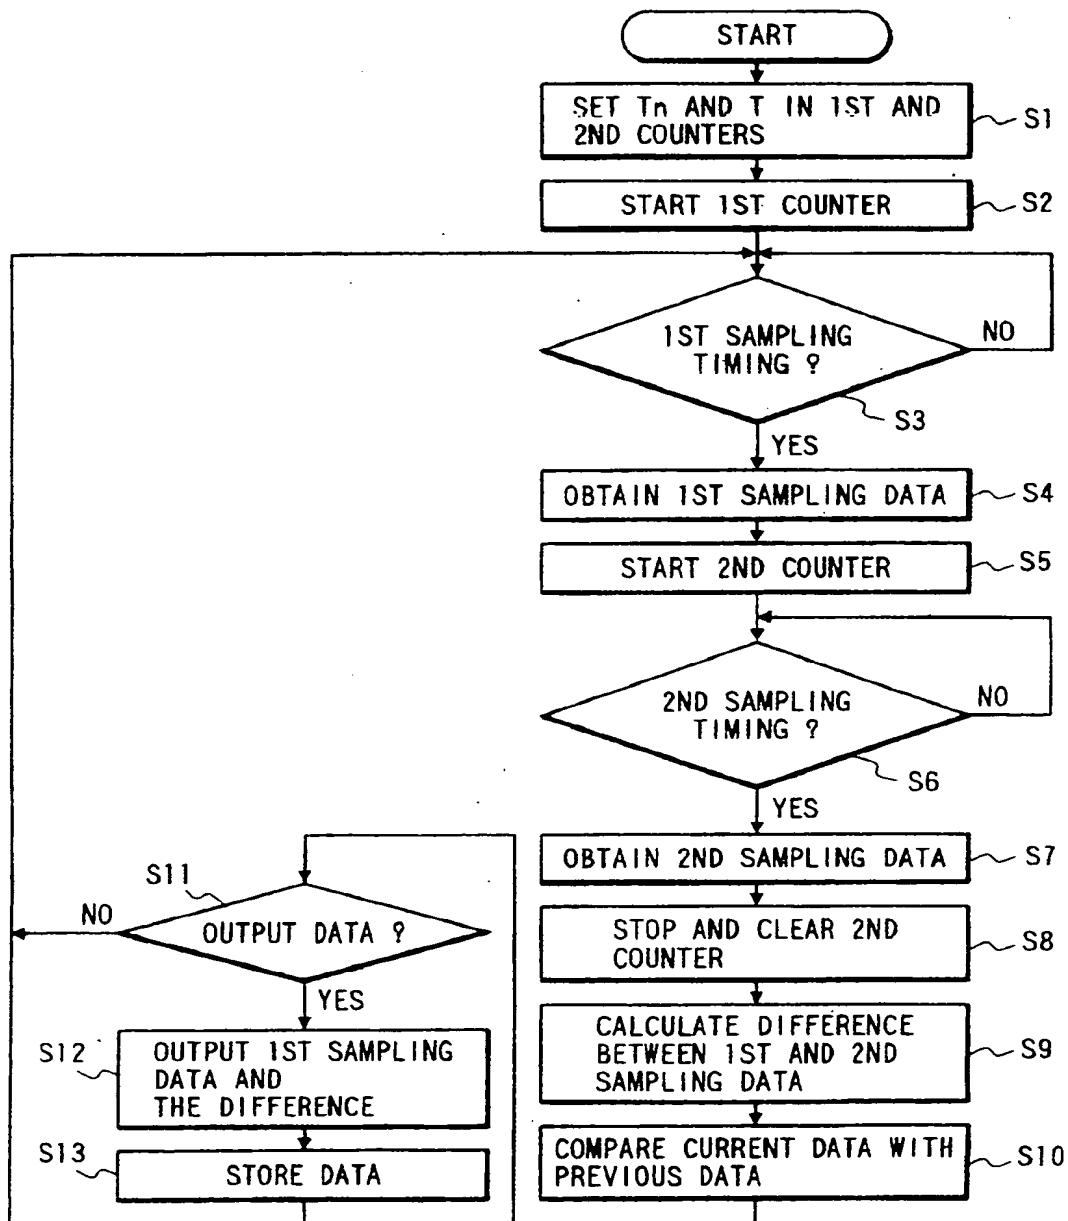 START
SET Tn AND T IN 1ST AND
2ND COUNTERS
S1
START 1ST COUNTER
S2
1ST SAMPLING
TIMING ?
NO
S3
YES
OBTAIN 1ST SAMPLING DATA
S4
START 2ND COUNTER
S5
2ND SAMPLING
TIMING ?
NO
S6
YES
OBTAIN 2ND SAMPLING DATA
S7
STOP AND CLEAR 2ND
COUNTER
S8
CALCULATE DIFFERENCE
BETWEEN 1ST AND 2ND
SAMPLING DATA
S9
COMPARE CURRENT DATA WITH
PREVIOUS DATA
S10
S11
NO
OUTPUT DATA ?
YES
S12
OUTPUT 1ST SAMPLING
DATA AND
THE DIFFERENCE
S13
STORE DATA